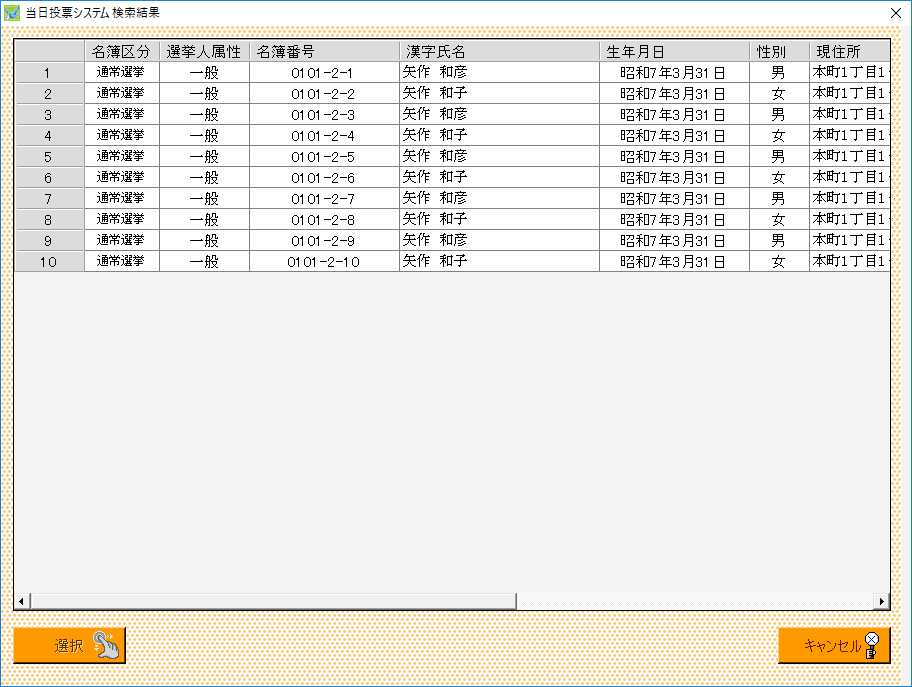 当日投票システム 検索結果
名簿区分 選挙人属性 名簿番号 漢字氏名 生年月日 性別 現住所
1 通常選挙 一般 0101-2-1 矢作 和彦 昭和7年3月31日 男 本町1丁目1
2 通常選挙 一般 0101-2-2 矢作 和子 昭和7年3月31日 女 本町1丁目1
3 通常選挙 一般 0101-2-3 矢作 和彦 昭和7年3月31日 男 本町1丁目1
4 通常選挙 一般 0101-2-4 矢作 和子 昭和7年3月31日 女 本町1丁目1
5 通常選挙 一般 0101-2-5 矢作 和彦 昭和7年3月31日 男 本町1丁目1
6 通常選挙 一般 0101-2-6 矢作 和子 昭和7年3月31日 女 本町1丁目1
7 通常選挙 一般 0101-2-7 矢作 和彦 昭和7年3月31日 男 本町1丁目1
8 通常選挙 一般 0101-2-8 矢作 和子 昭和7年3月31日 女 本町1丁目1
9 通常選挙 一般 0101-2-9 矢作 和彦 昭和7年3月31日 男 本町1丁目1
10 通常選挙 一般 0101-2-10 矢作 和子 昭和7年3月31日 女 本町1丁目1
選択 キャンセル